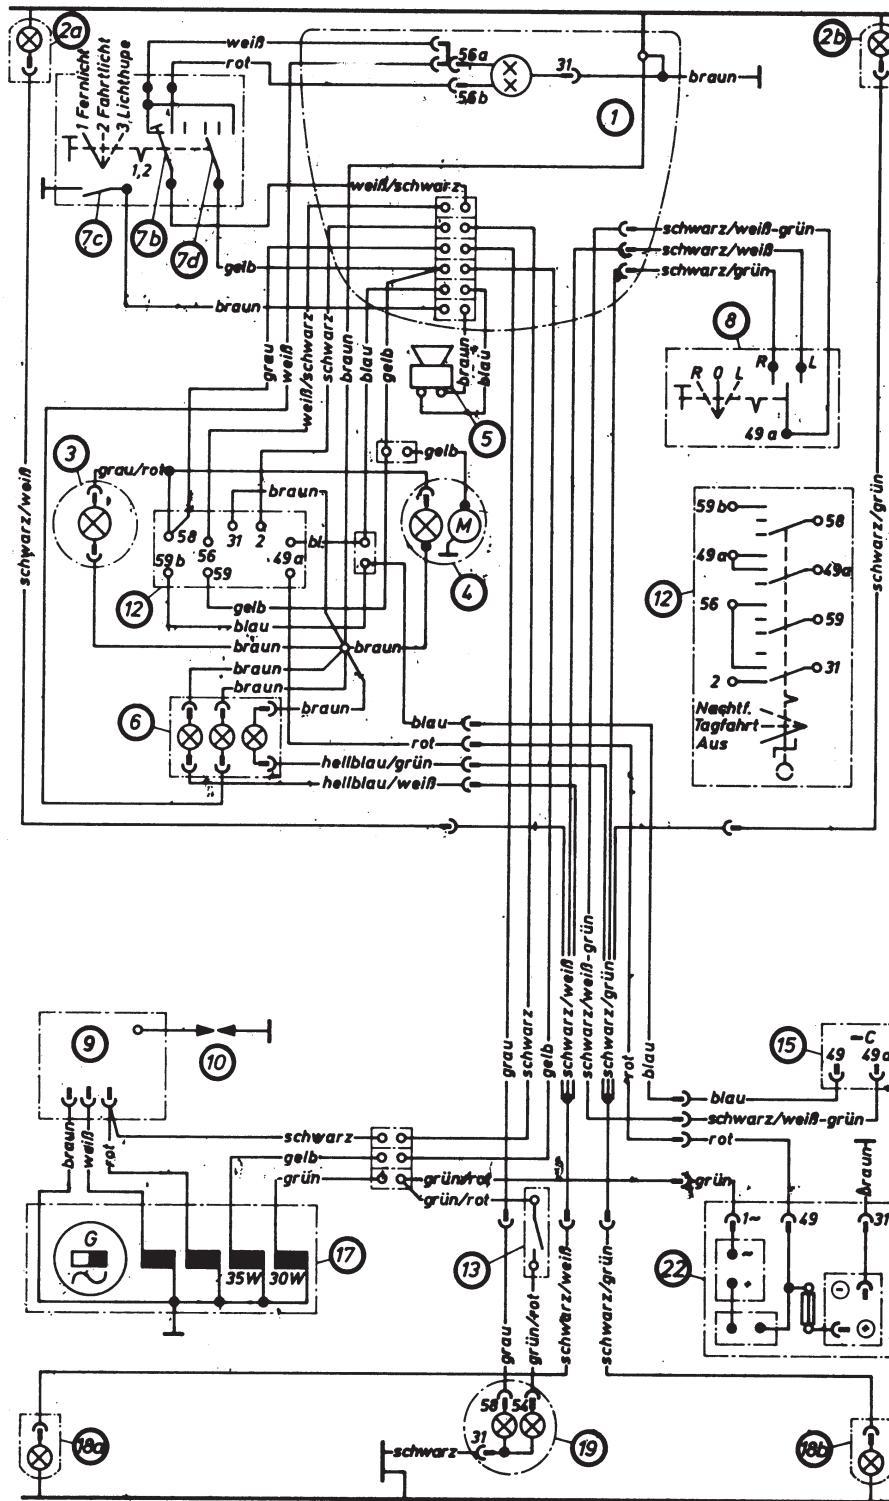 2a
2b
weiß
rot
56a
56b
31
braun
1
1 Fernlicht
2 Fahrtlicht
3 Lichthupe
1,2
7c
7b
7d
weiß/schwarz
gelb
braun
schwarz/weiß-grün
schwarz/weiß
schwarz/grün
8
R
L
R O L
49 a
grau
weiß
weiß/schwarz
schwarz
braun
blau
gelb
braun
blau
5
gelb
3
grau/rot
braun
M
4
58
56
31
2
49 a
bl
59 b
59
12
gelb
blau
braun
braun
braun
braun
braun
6
blau
rot
hellblau/grün
hellblau/weiß
schwarz/weiß
schwarz/grün
59 b
58
49a
49a
56
59
2
31
12
Nachtf.
Tagfahrt
Aus
9
10
braun
weiß
rot
schwarz
gelb
grün
grün/rot
grün/rot
grau
schwarz
gelb
schwarz/weiß
schwarz/weiß-grün
schwarz/grün
rot
blau
15
49
C
49a
blau
schwarz/weiß-grün
rot
grün
braun
G
35W
30W
17
13
1~
49
31
22
~
+
-
+
grau
grün/rot
schwarz/weiß
schwarz/grün
58
54
31
schwarz
19
18a
18b